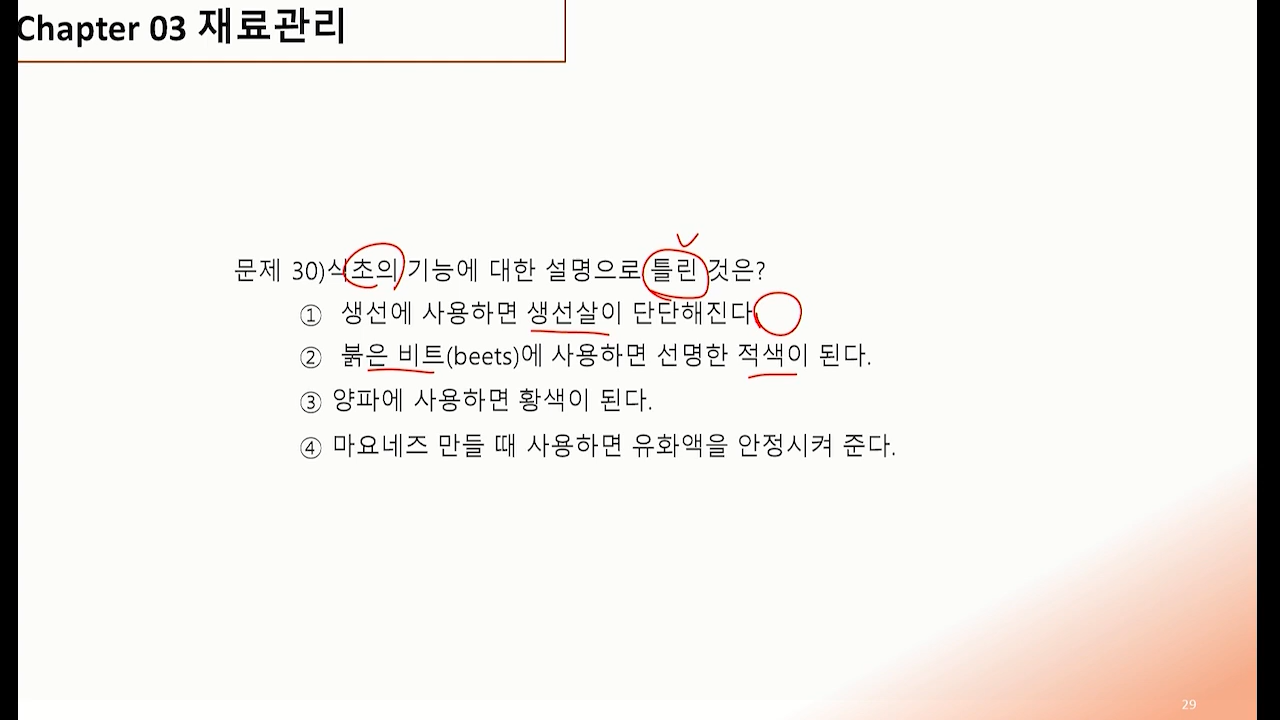 Chapter 03 재료관리
문제 30)식초의 기능에 대한 설명으로 틀린 것은?
① 생선에 사용하면 생선살이 단단해진다
② 붉은 비트(beets)에 사용하면 선명한 적색이 된다.
③ 양파에 사용하면 황색이 된다.
④ 마요네즈 만들 때 사용하면 유화액을 안정시켜 준다.
29